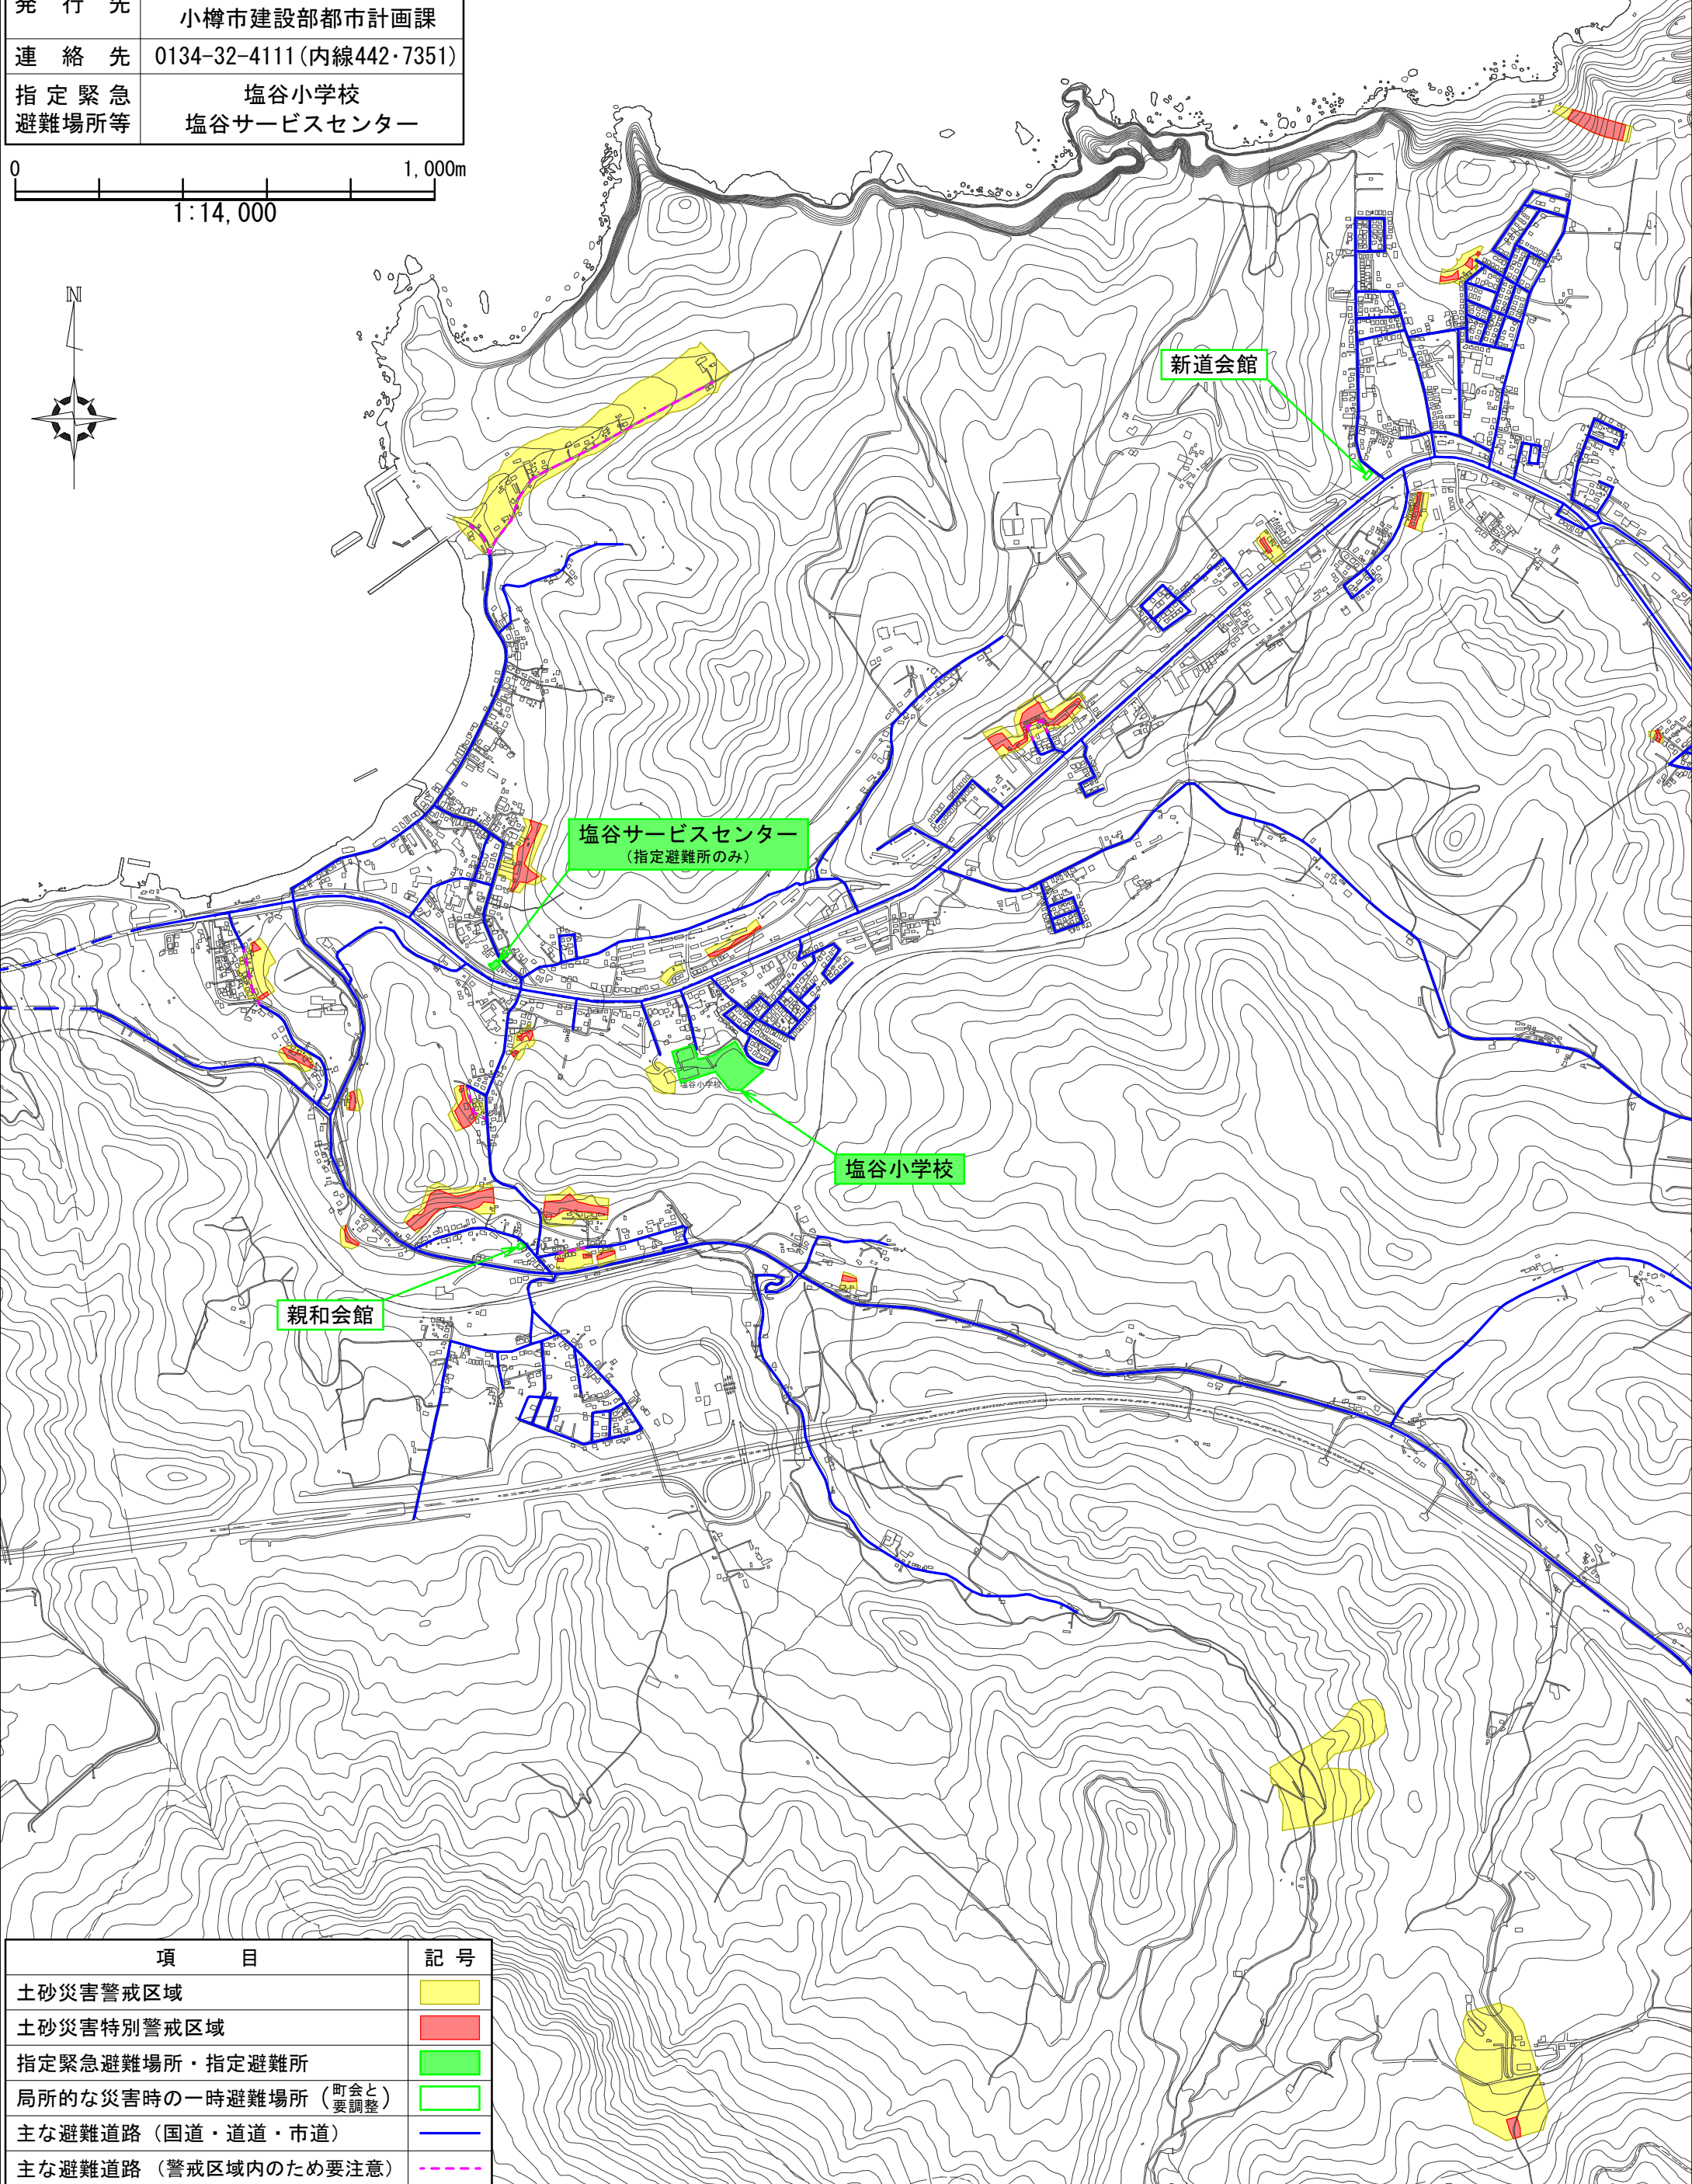 発行先 小樽市建設部都市計画課
連絡先 0134-32-4111(内線442・7351)
指定緊急避難場所等
塩谷小学校
塩谷サービスセンター
0 1,000m
1:14,000
N
新道会館
塩谷サービスセンター
(指定避難所のみ)
塩谷小学校
塩谷小学校
親和会館
項目 記号
土砂災害警戒区域
土砂災害特別警戒区域
指定緊急避難場所・指定避難所
局所的な災害時の一時避難場所(町会と要調整)
主な避難道路(国道・道道・市道)
主な避難道路(警戒区域内のため要注意)